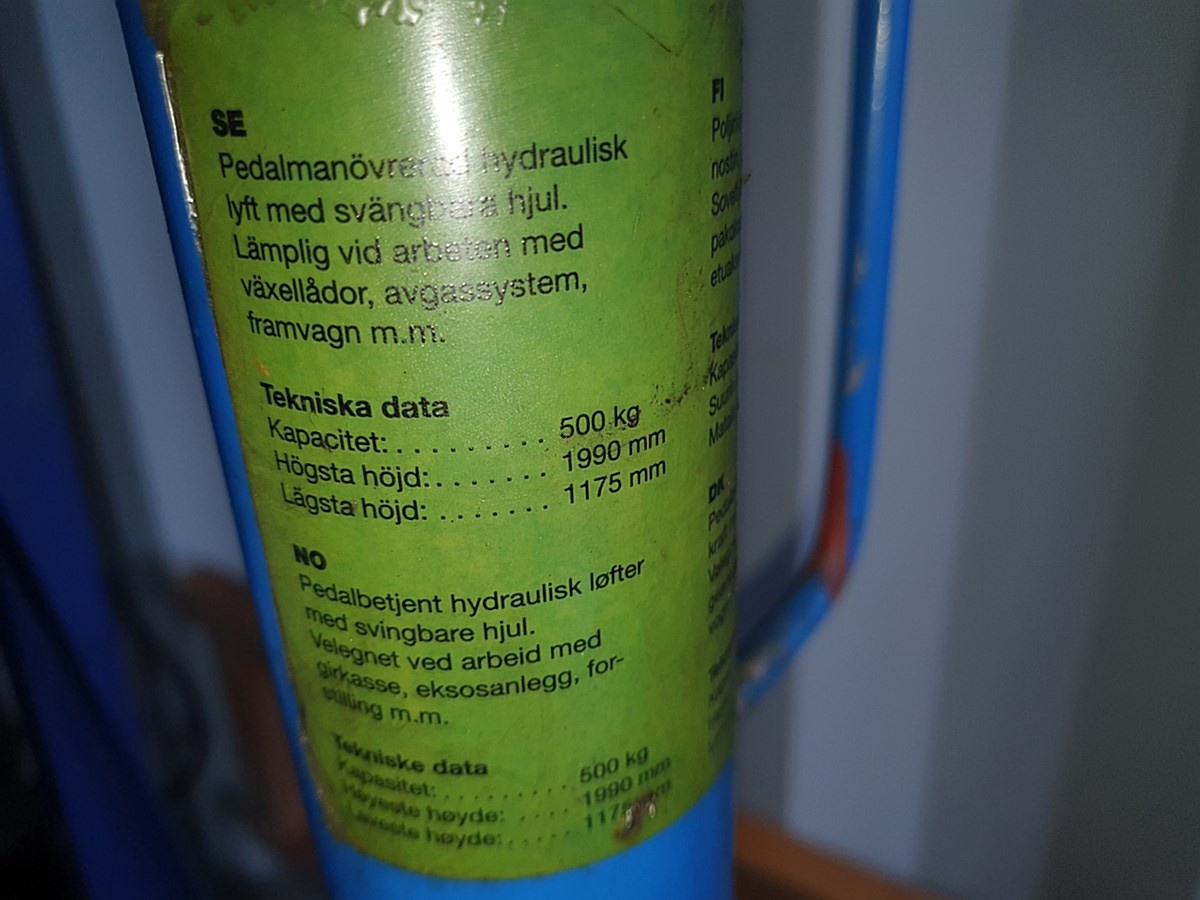 SE
Pedalmanövrerad hydraulisk
lyft med svängbara hjul.
Lämplig vid arbeten med
växellådor, avgassystem,
framvagn m.m.
Tekniska data
Kapacitet:......... 500 kg
Högsta höjd:....... 1990 mm
Lägsta höjd: ....... 1175 mm
NO
Pedalbetjent hydraulisk løfter
med svingbare hjul.
Velegnet ved arbeid med
girkasse, eksosanlegg, for-
stilling m.m.
Tekniske data
Kapasitet:......... 500 kg
Høyeste høyde: ..... 1990 mm
Laveste høyde:..... 1175 mm
FI
DK